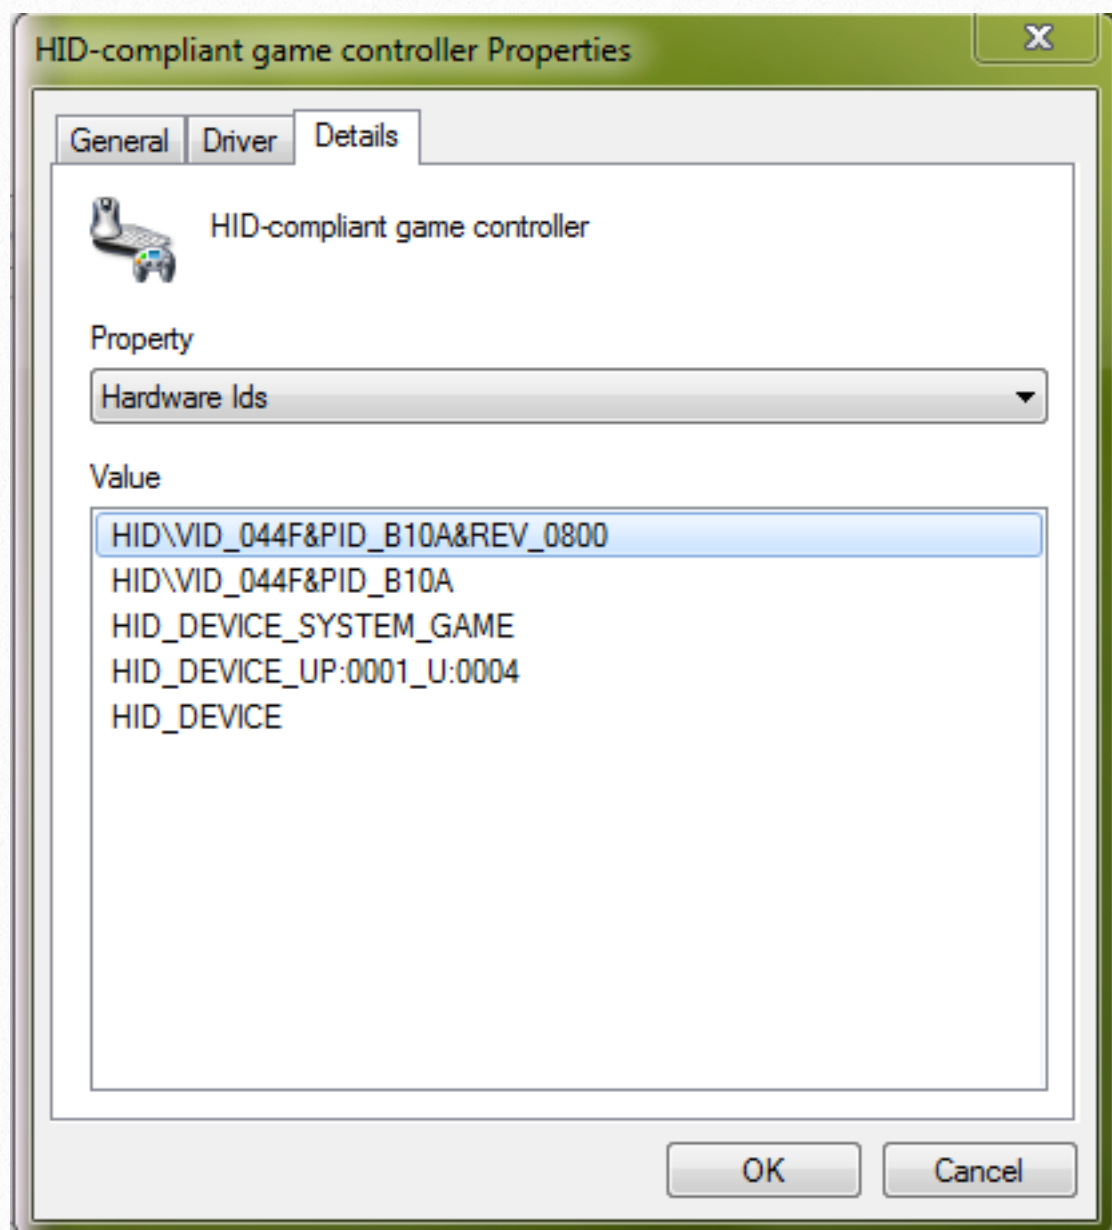 HID-compliant game controller Properties
General Driver Details
HID-compliant game controller
Property
Hardware Ids
Value
HID\VID_044F&PID_B10A&REV_0800
HID\VID_044F&PID_B10A
HID_DEVICE_SYSTEM_GAME
HID_DEVICE_UP:0001_U:0004
HID_DEVICE
OK Cancel